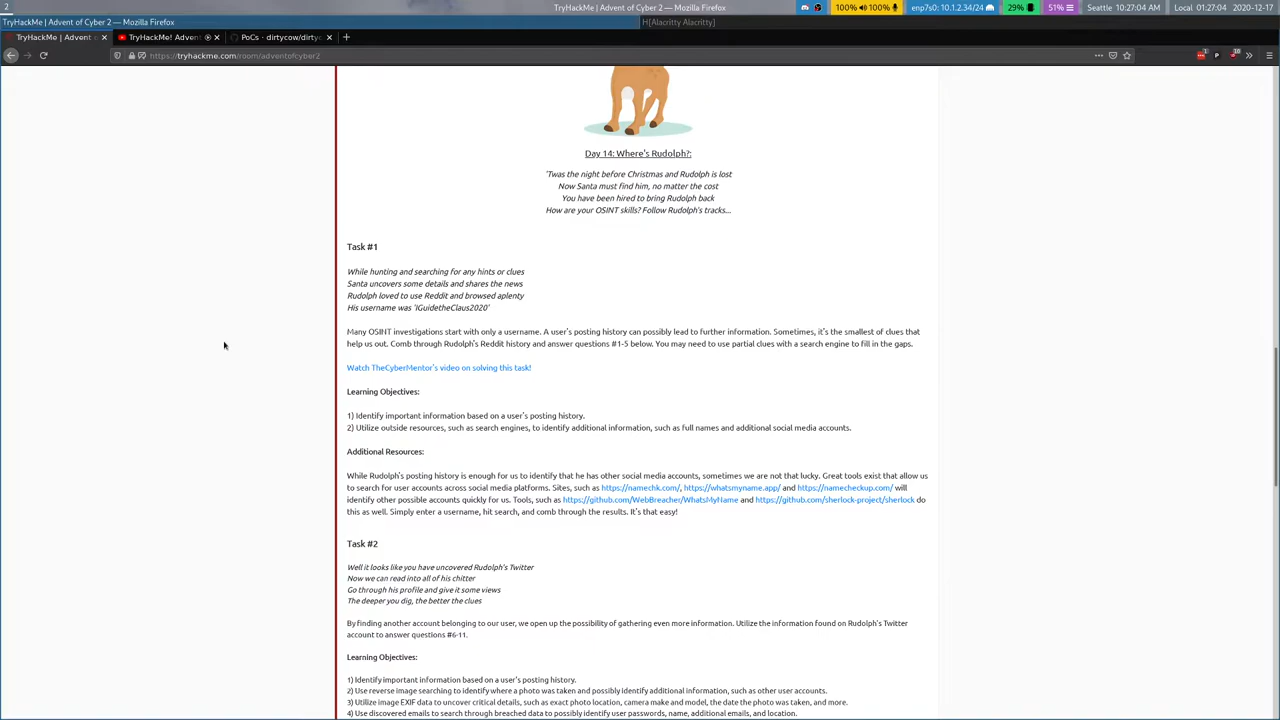 2
TryHackMe | Advent of Cyber 2 — Mozilla Firefox
100% 100%
enp7s0: 10.1.2.34/24
29%
51%
Seisin: 10:27:04 AM
Local: 01:27:04
2020-12-17
TryHackMe | Advent of Cyber 2 — Mozilla Firefox
H[Alacritty Alacritty]
TryHackMe | Advent
TryHackMe! Advent
PoCs · dirtycow/dirtyc
https://tryhackme.com/room/adventofcyber2
Day 14: Where's Rudolph?:
'Twas the night before Christmas and Rudolph is lost
Now Santa must find him, no matter the cost
You have been hired to bring Rudolph back
How are your OSINT skills? Follow Rudolph's tracks...
Task #1
While hunting and searching for any hints or clues
Santa uncovers some details and shares the news
Rudolph loved to use Reddit and browsed aplenty
His username was 'IGuidetheClaus2020'
Many OSINT investigations start with only a username. A user's posting history can possibly lead to further information. Sometimes, it's the smallest of clues that
help us out. Comb through Rudolph's Reddit history and answer questions #1-5 below. You may need to use partial clues with a search engine to fill in the gaps.
Watch TheCyberMentor's video on solving this task!
Learning Objectives:
1) Identify important information based on a user's posting history.
2) Utilize outside resources, such as search engines, to identify additional information, such as full names and additional social media accounts.
Additional Resources:
While Rudolph's posting history is enough for us to identify that he has other social media accounts, sometimes we are not that lucky. Great tools exist that allow us
to search for user accounts across social media platforms. Sites, such as https://namechk.com/, https://whatsmyname.app/ and https://namecheckup.com/ will
identify other possible accounts quickly for us. Tools, such as https://github.com/WebBreacher/WhatsMyName and https://github.com/sherlock-project/sherlock do
this as well. Simply enter a username, hit search, and comb through the results. It's that easy!
Task #2
Well it looks like you have uncovered Rudolph's Twitter
Now we can read into all of his chitter
Go through his profile and give it some views
The deeper you dig, the better the clues
By finding another account belonging to our user, we open up the possibility of gathering even more information. Utilize the information found on Rudolph's Twitter
account to answer questions #6-11.
Learning Objectives:
1) Identify important information based on a user's posting history.
2) Use reverse image searching to identify where a photo was taken and possibly identify additional information, such as other user accounts.
3) Utilize image EXIF data to uncover critical details, such as exact photo location, camera make and model, the date the photo was taken, and more.
4) Use discovered emails to search through breached data to possibly identify user passwords, name, additional emails, and location.